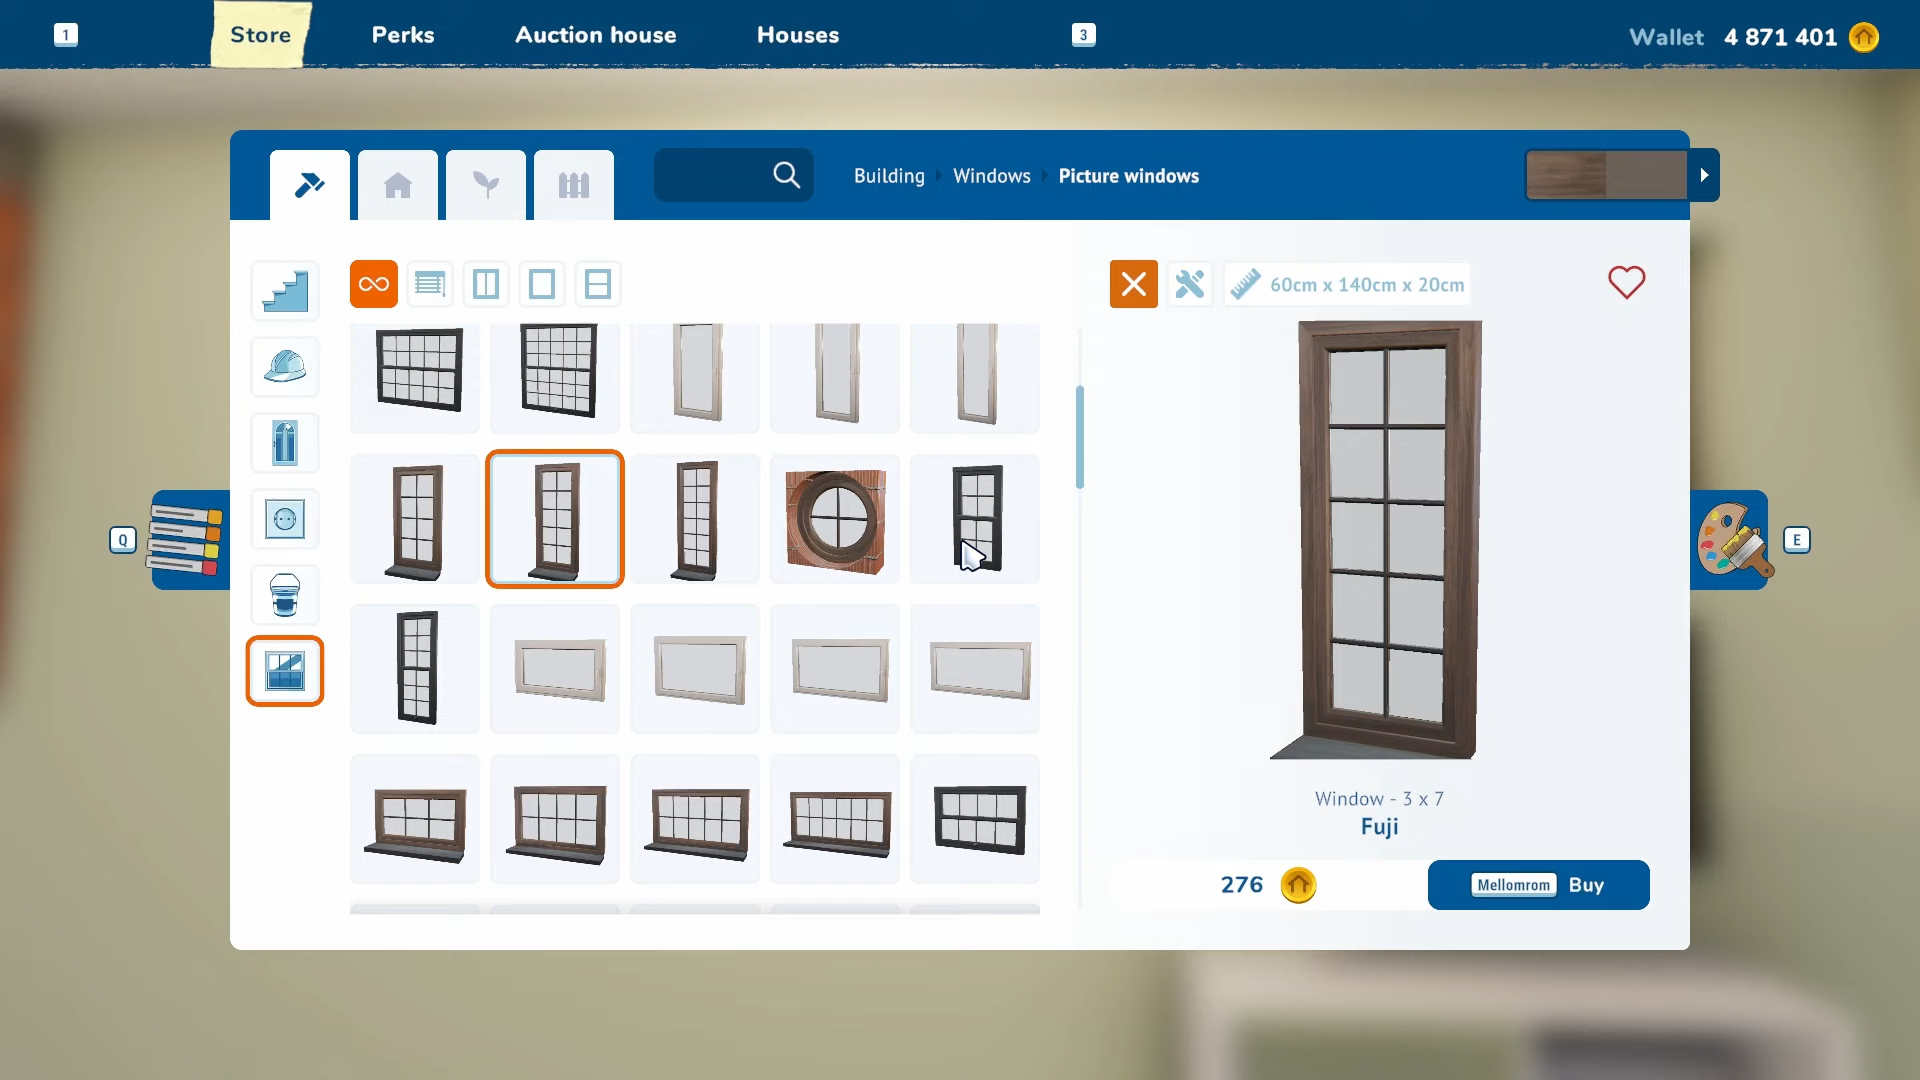 1
Store
Perks
Auction house
Houses
3
Wallet 4 871 401
Building
Windows
Picture windows
60cm x 140cm x 20cm
Q
E
Window - 3 x 7
Fuji
276
Mellomrom Buy